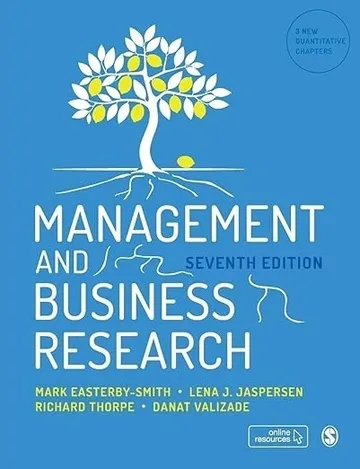 3 NEW
QUANTITATIVE
CHAPTERS
MANAGEMENT
AND
SEVENTH EDITION
BUSINESS
RESEARCH
MARK EASTERBY-SMITH • LENA J. JASPERSEN
RICHARD THORPE • DANAT VALIZADE
online
resources
S